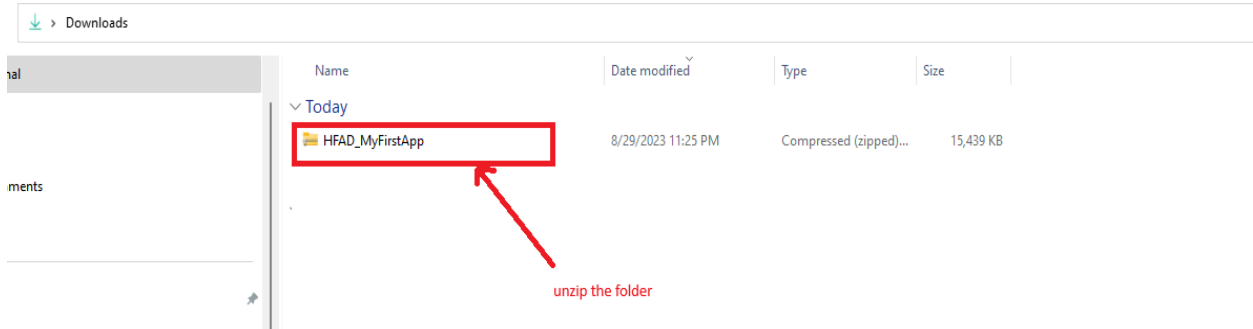 Downloads
nal
Name Date modified Type Size
Today
HFAD_MyFirstApp 8/29/2023 11:25 PM Compressed (zipped)... 15,439 KB
ments
unzip the folder